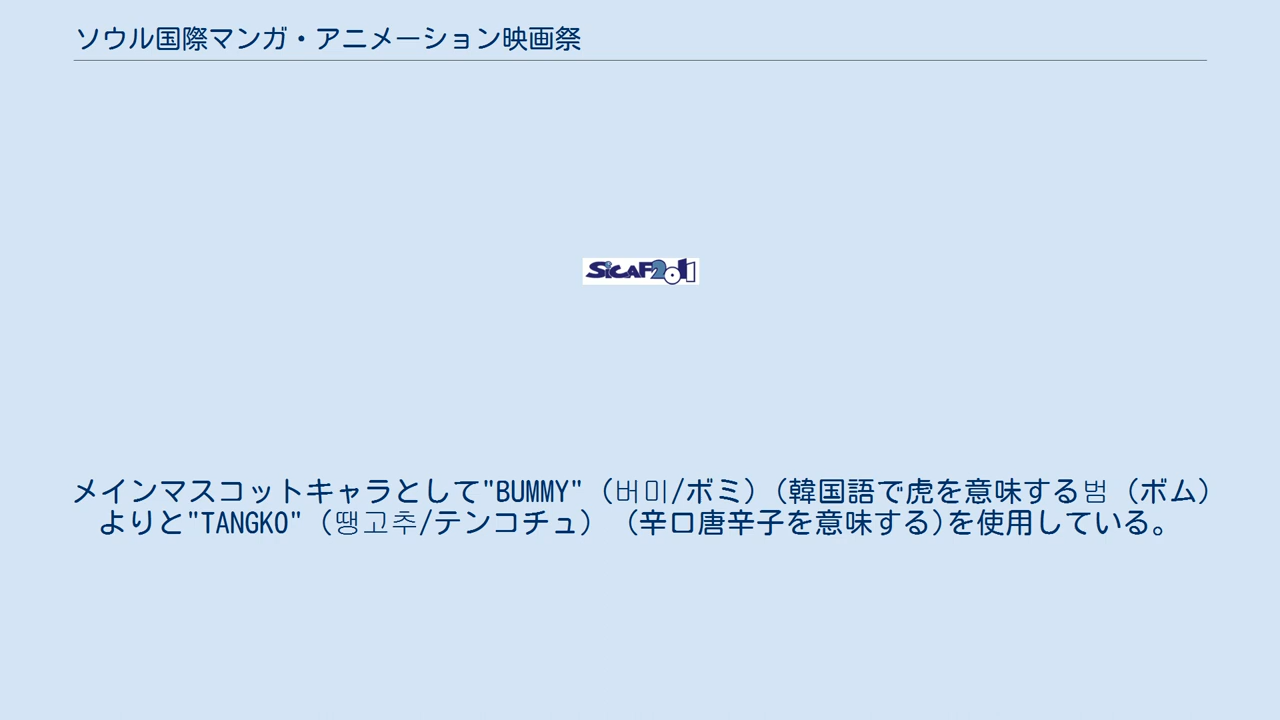 ソウル国際マンガ・アニメーション映画祭
SICAF2011
メインマスコットキャラとして"BUMMY"（버미/ボミ）（韓国語で虎を意味する범（ボム）
よりと"TANGKO"（땡고추/テンコチュ）（辛口唐辛子を意味する)を使用している。